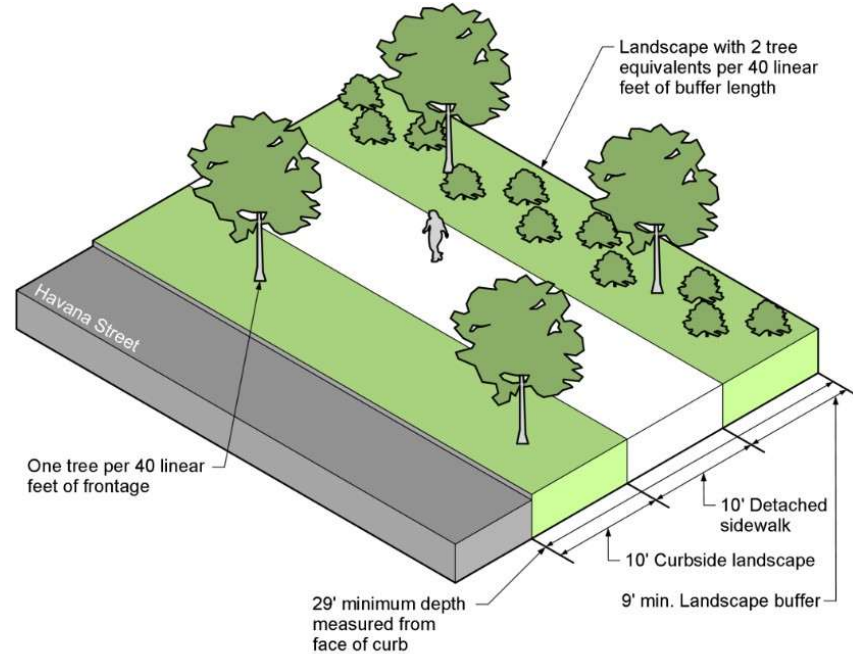 Landscape with 2 tree
equivalents per 40 linear
feet of buffer length
Havana Street
One tree per 40 linear
feet of frontage
10' Detached
sidewalk
10' Curbside landscape
29' minimum depth
measured from
face of curb
9' min. Landscape buffer